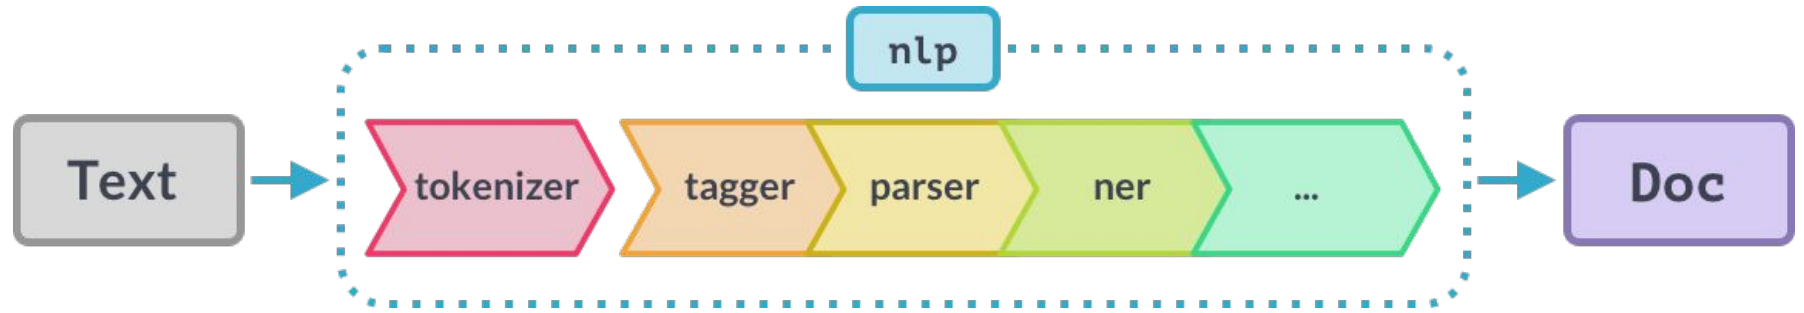 nlp
Text
tokenizer
tagger
parser
ner
...
Doc